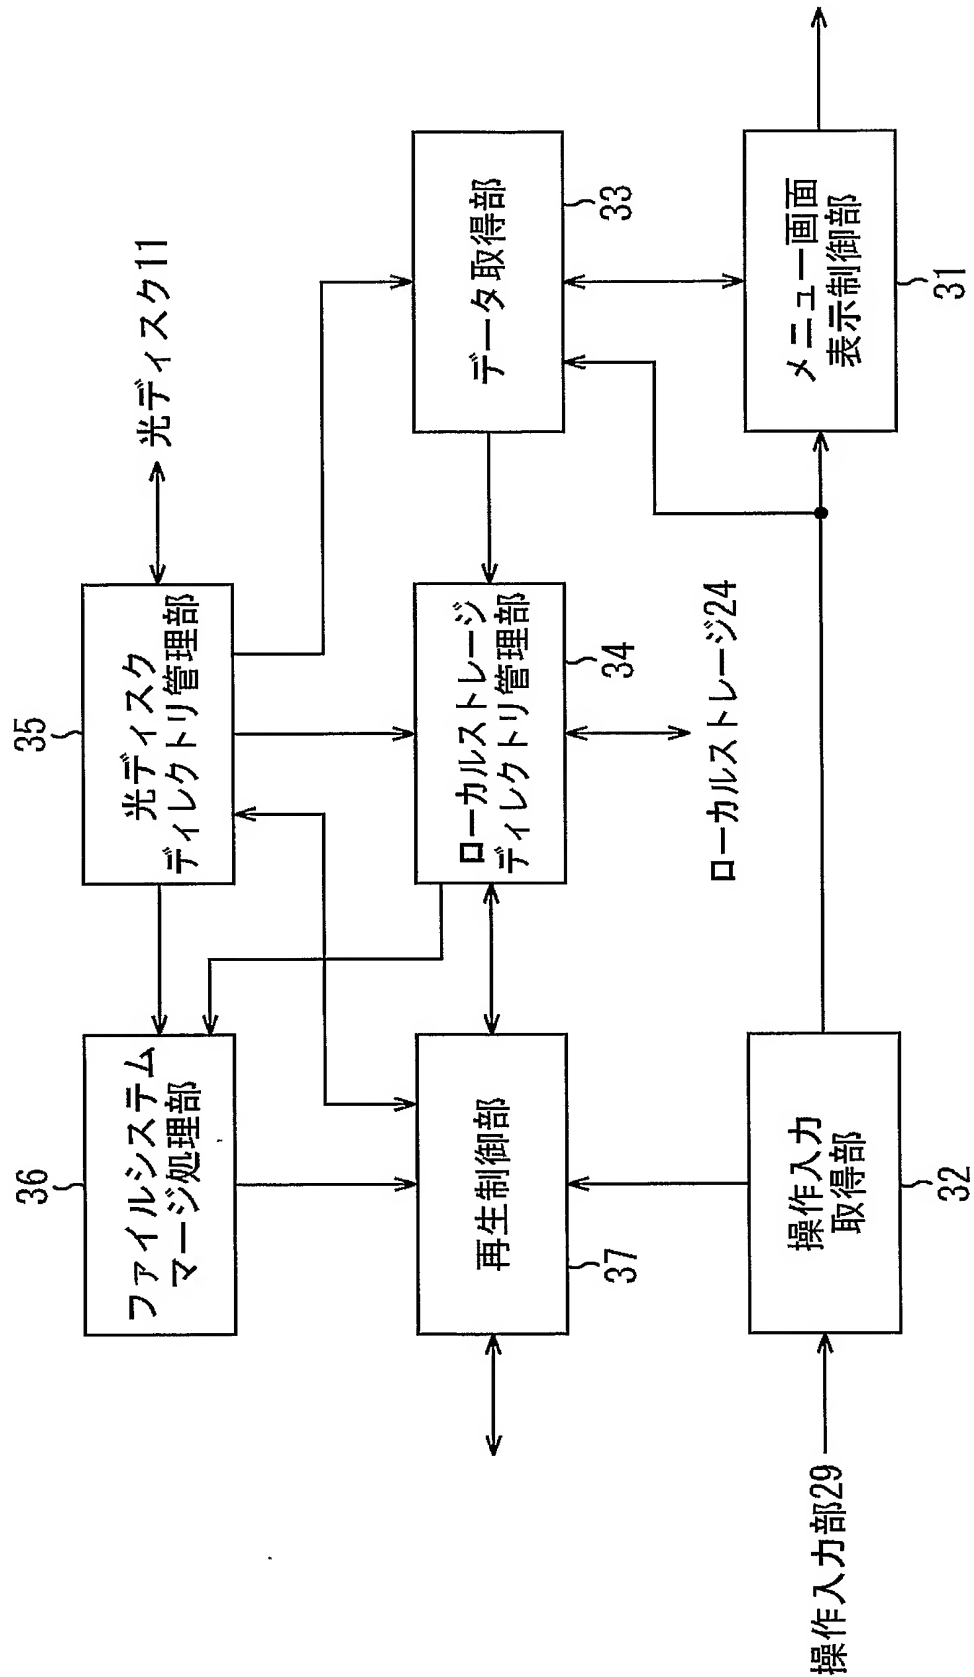 35
光ディスク
ディレクトリ管理部
光ディスク11
36
ファイルシステム
マージ処理部
データ取得部
33
ローカルストレージ
ディレクトリ管理部
34
再生制御部
37
ローカルストレージ24
メニュー画面
表示制御部
31
操作入力
取得部
32
操作入力部29